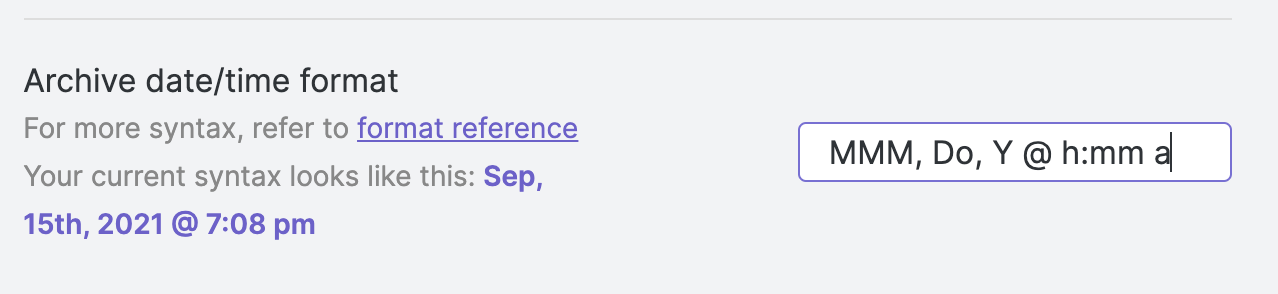 Archive date/time format
For more syntax, refer to format reference
MMM, Do, Y @ h:mm a
Your current syntax looks like this: Sep,
15th, 2021 @ 7:08 pm